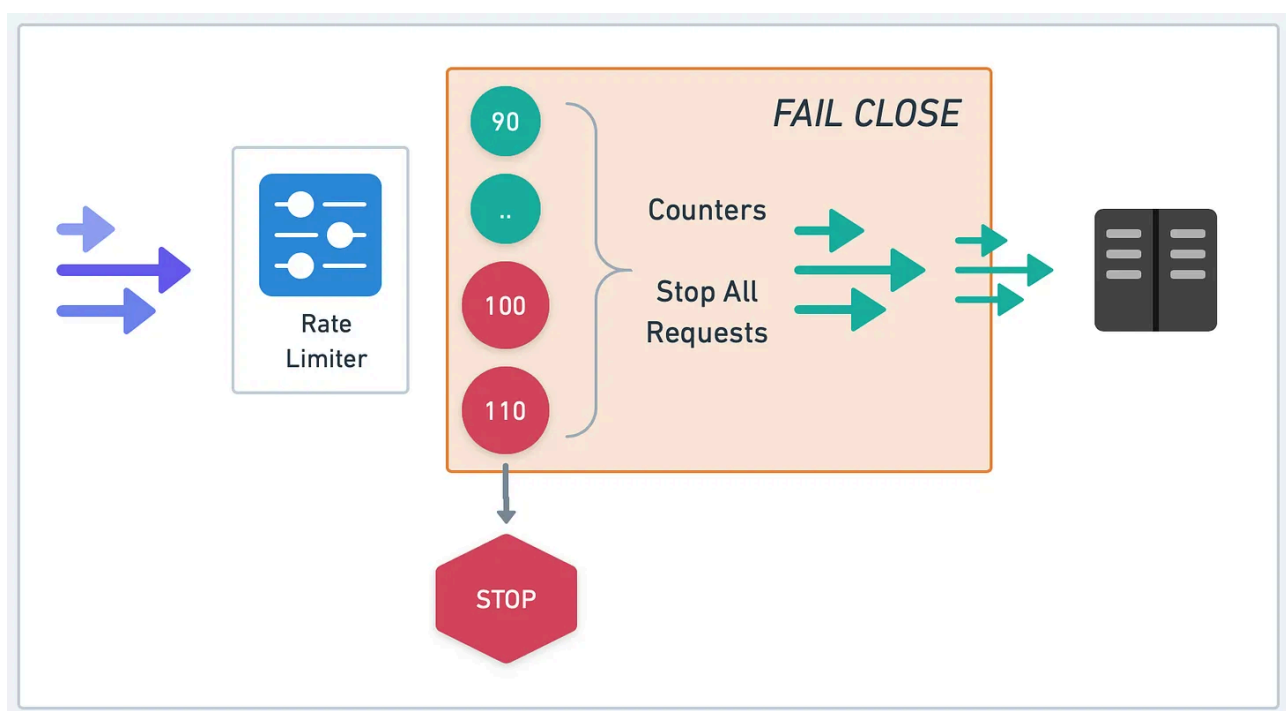 FAIL CLOSE
Rate
Limiter
90
..
100
110
Counters
Stop All
Requests
STOP